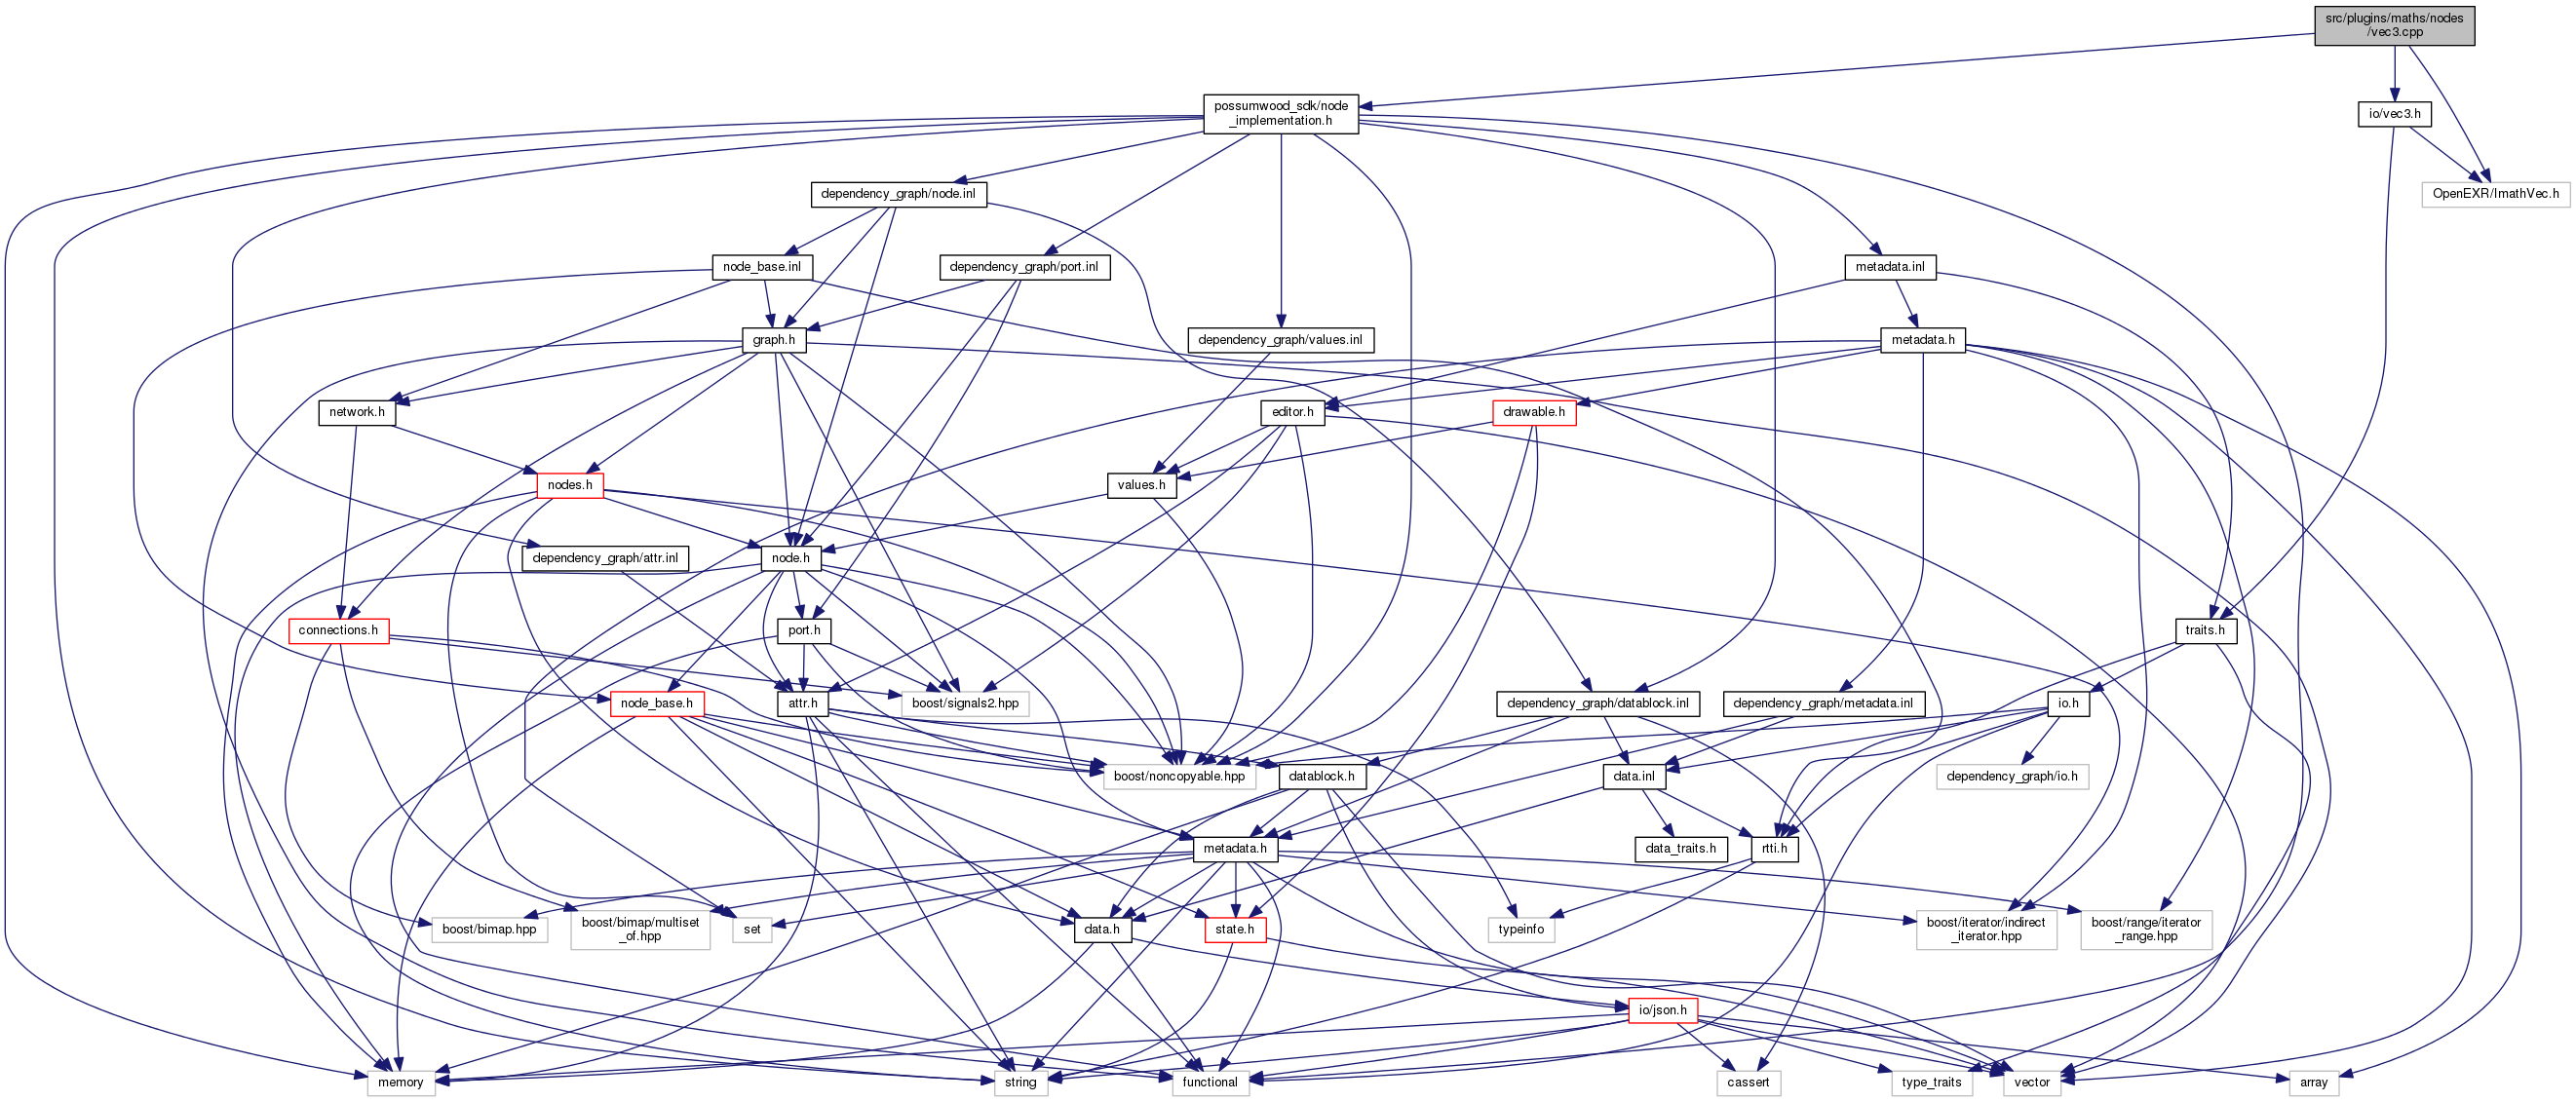 src/plugins/maths/nodes
/vec3.cpp
possumwood_sdk/node
_implementation.h
io/vec3.h
dependency_graph/node.inl
OpenEXR/ImathVec.h
node_base.inl
dependency_graph/port.inl
metadata.inl
graph.h
dependency_graph/values.inl
metadata.h
network.h
editor.h
drawable.h
nodes.h
values.h
dependency_graph/attr.inl
node.h
connections.h
port.h
traits.h
node_base.h
attr.h
boost/signals2.hpp
dependency_graph/datablock.inl
dependency_graph/metadata.inl
io.h
boost/noncopyable.hpp
datablock.h
data.inl
dependency_graph/io.h
metadata.h
data_traits.h
rtti.h
boost/bimap.hpp
boost/bimap/multiset
_of.hpp
set
data.h
state.h
typeinfo
boost/iterator/indirect
_iterator.hpp
boost/range/iterator
_range.hpp
io/json.h
memory
string
functional
cassert
type_traits
vector
array